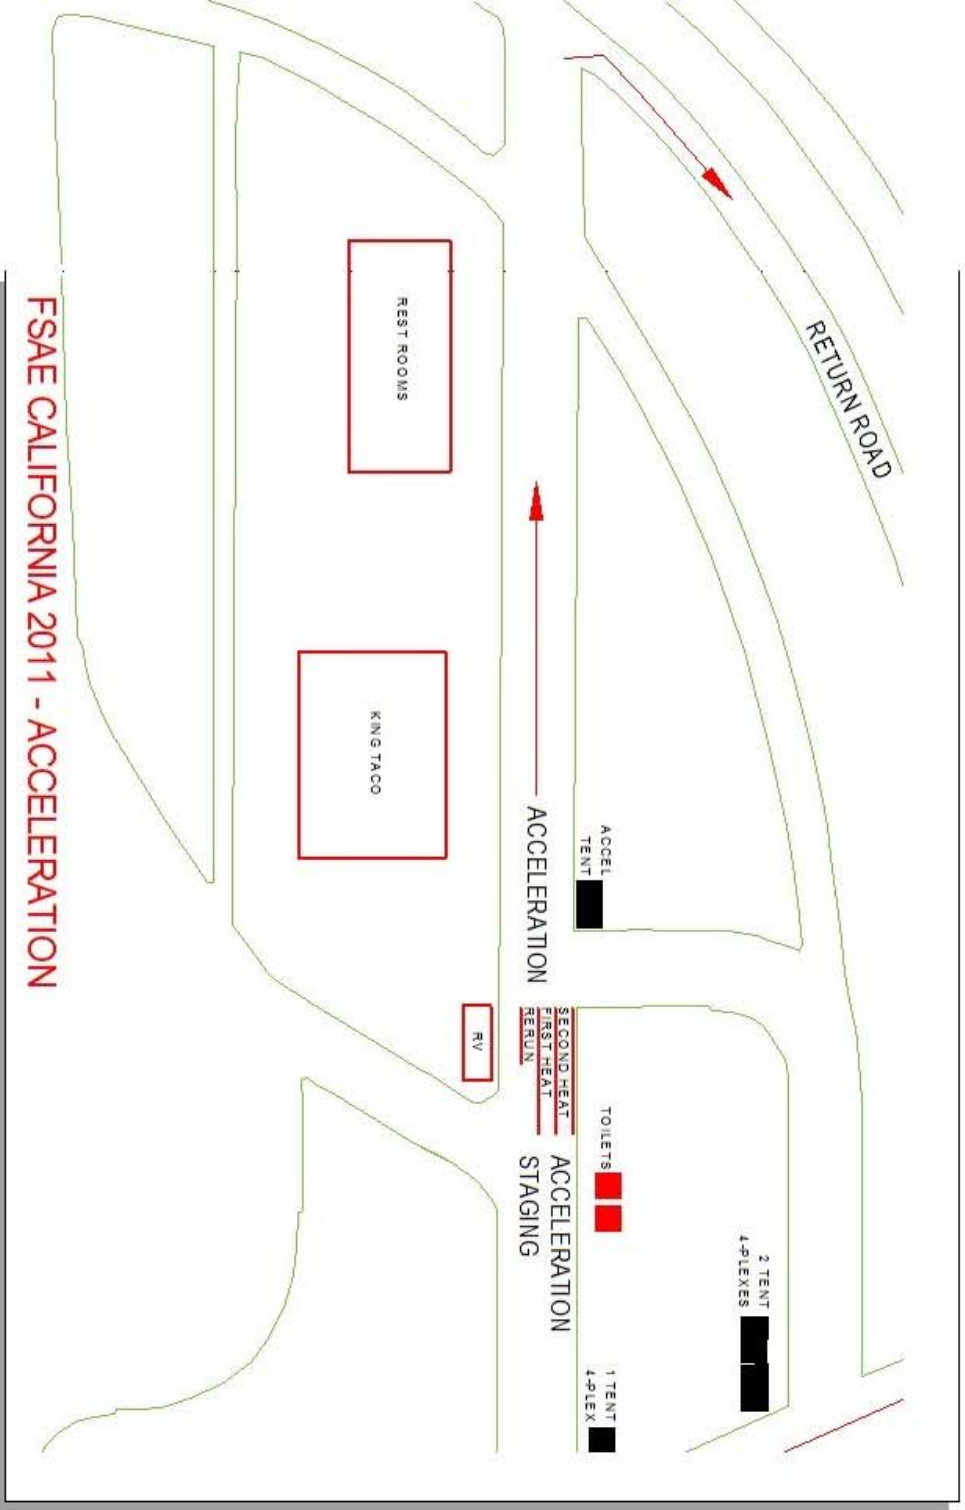 RETURN ROAD
REST ROOMS
KING TACO
ACCEL
TENT
ACCELERATION
SECOND HEAT
FIRST HEAT
RERUN
RV
TOILETS
ACCELERATION
STAGING
2 TENT
4-PLEXES
1 TENT
4-PLEX
FSAE CALIFORNIA 2011 - ACCELERATION